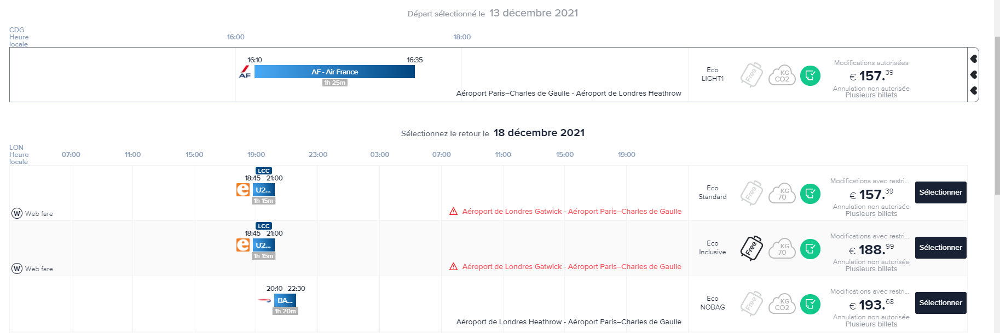 Départ sélectionné le 13 décembre 2021
CDG
Heure
locale
16:00 18:00
16:10 16:35
AF
AF - Air France
1h 25m
Aéroport Paris–Charles de Gaulle - Aéroport de Londres Heathrow
Eco
LIGHT1
Free
KG
CO2
Modifications autorisées
€ 157.39
Annulation non autorisée
Plusieurs billets
Sélectionnez le retour le 18 décembre 2021
LON
Heure
locale
07:00 11:00 15:00 19:00 23:00 03:00 07:00 11:00 15:00 19:00
LCC
18:45 21:00
e U2...
1h 15m
W Web fare
Aéroport de Londres Gatwick - Aéroport Paris–Charles de Gaulle
Eco
Standard
Free
KG
70
Modifications avec restri...
€ 157.39
Annulation non autorisée
Plusieurs billets
Sélectionner
LCC
18:45 21:00
e U2...
1h 15m
W Web fare
Aéroport de Londres Gatwick - Aéroport Paris–Charles de Gaulle
Eco
Inclusive
Free
KG
70
Modifications avec restri...
€ 188.99
Annulation non autorisée
Plusieurs billets
Sélectionner
20:10 22:30
BA...
1h 20m
Aéroport de Londres Heathrow - Aéroport Paris–Charles de Gaulle
Eco
NOBAG
Free
KG
CO2
Modifications avec restri...
€ 193.68
Annulation non autorisée
Plusieurs billets
Sélectionner